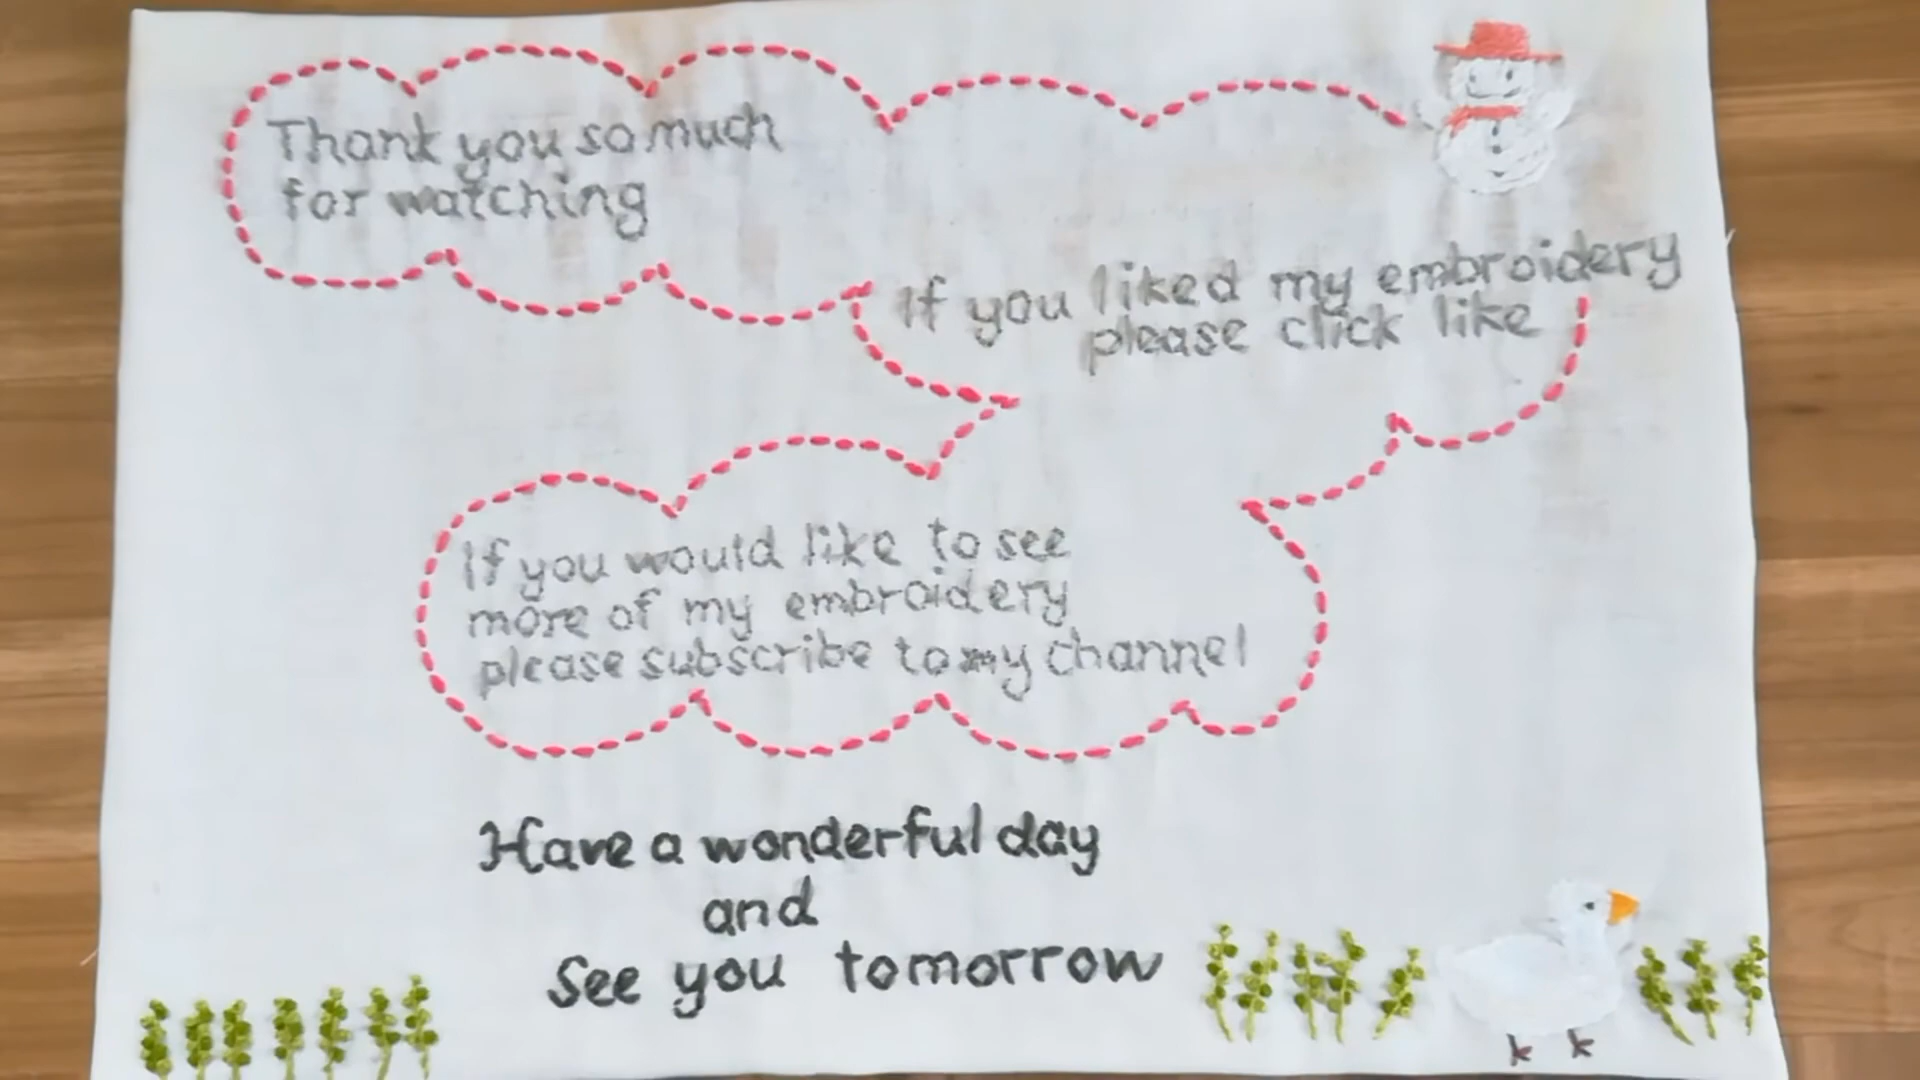 Thank you so much
for watching
If you liked my embroidery
please click like
If you would like to see
more of my embroidery
please subscribe to my channel
Have a wonderful day
and
See you tomorrow